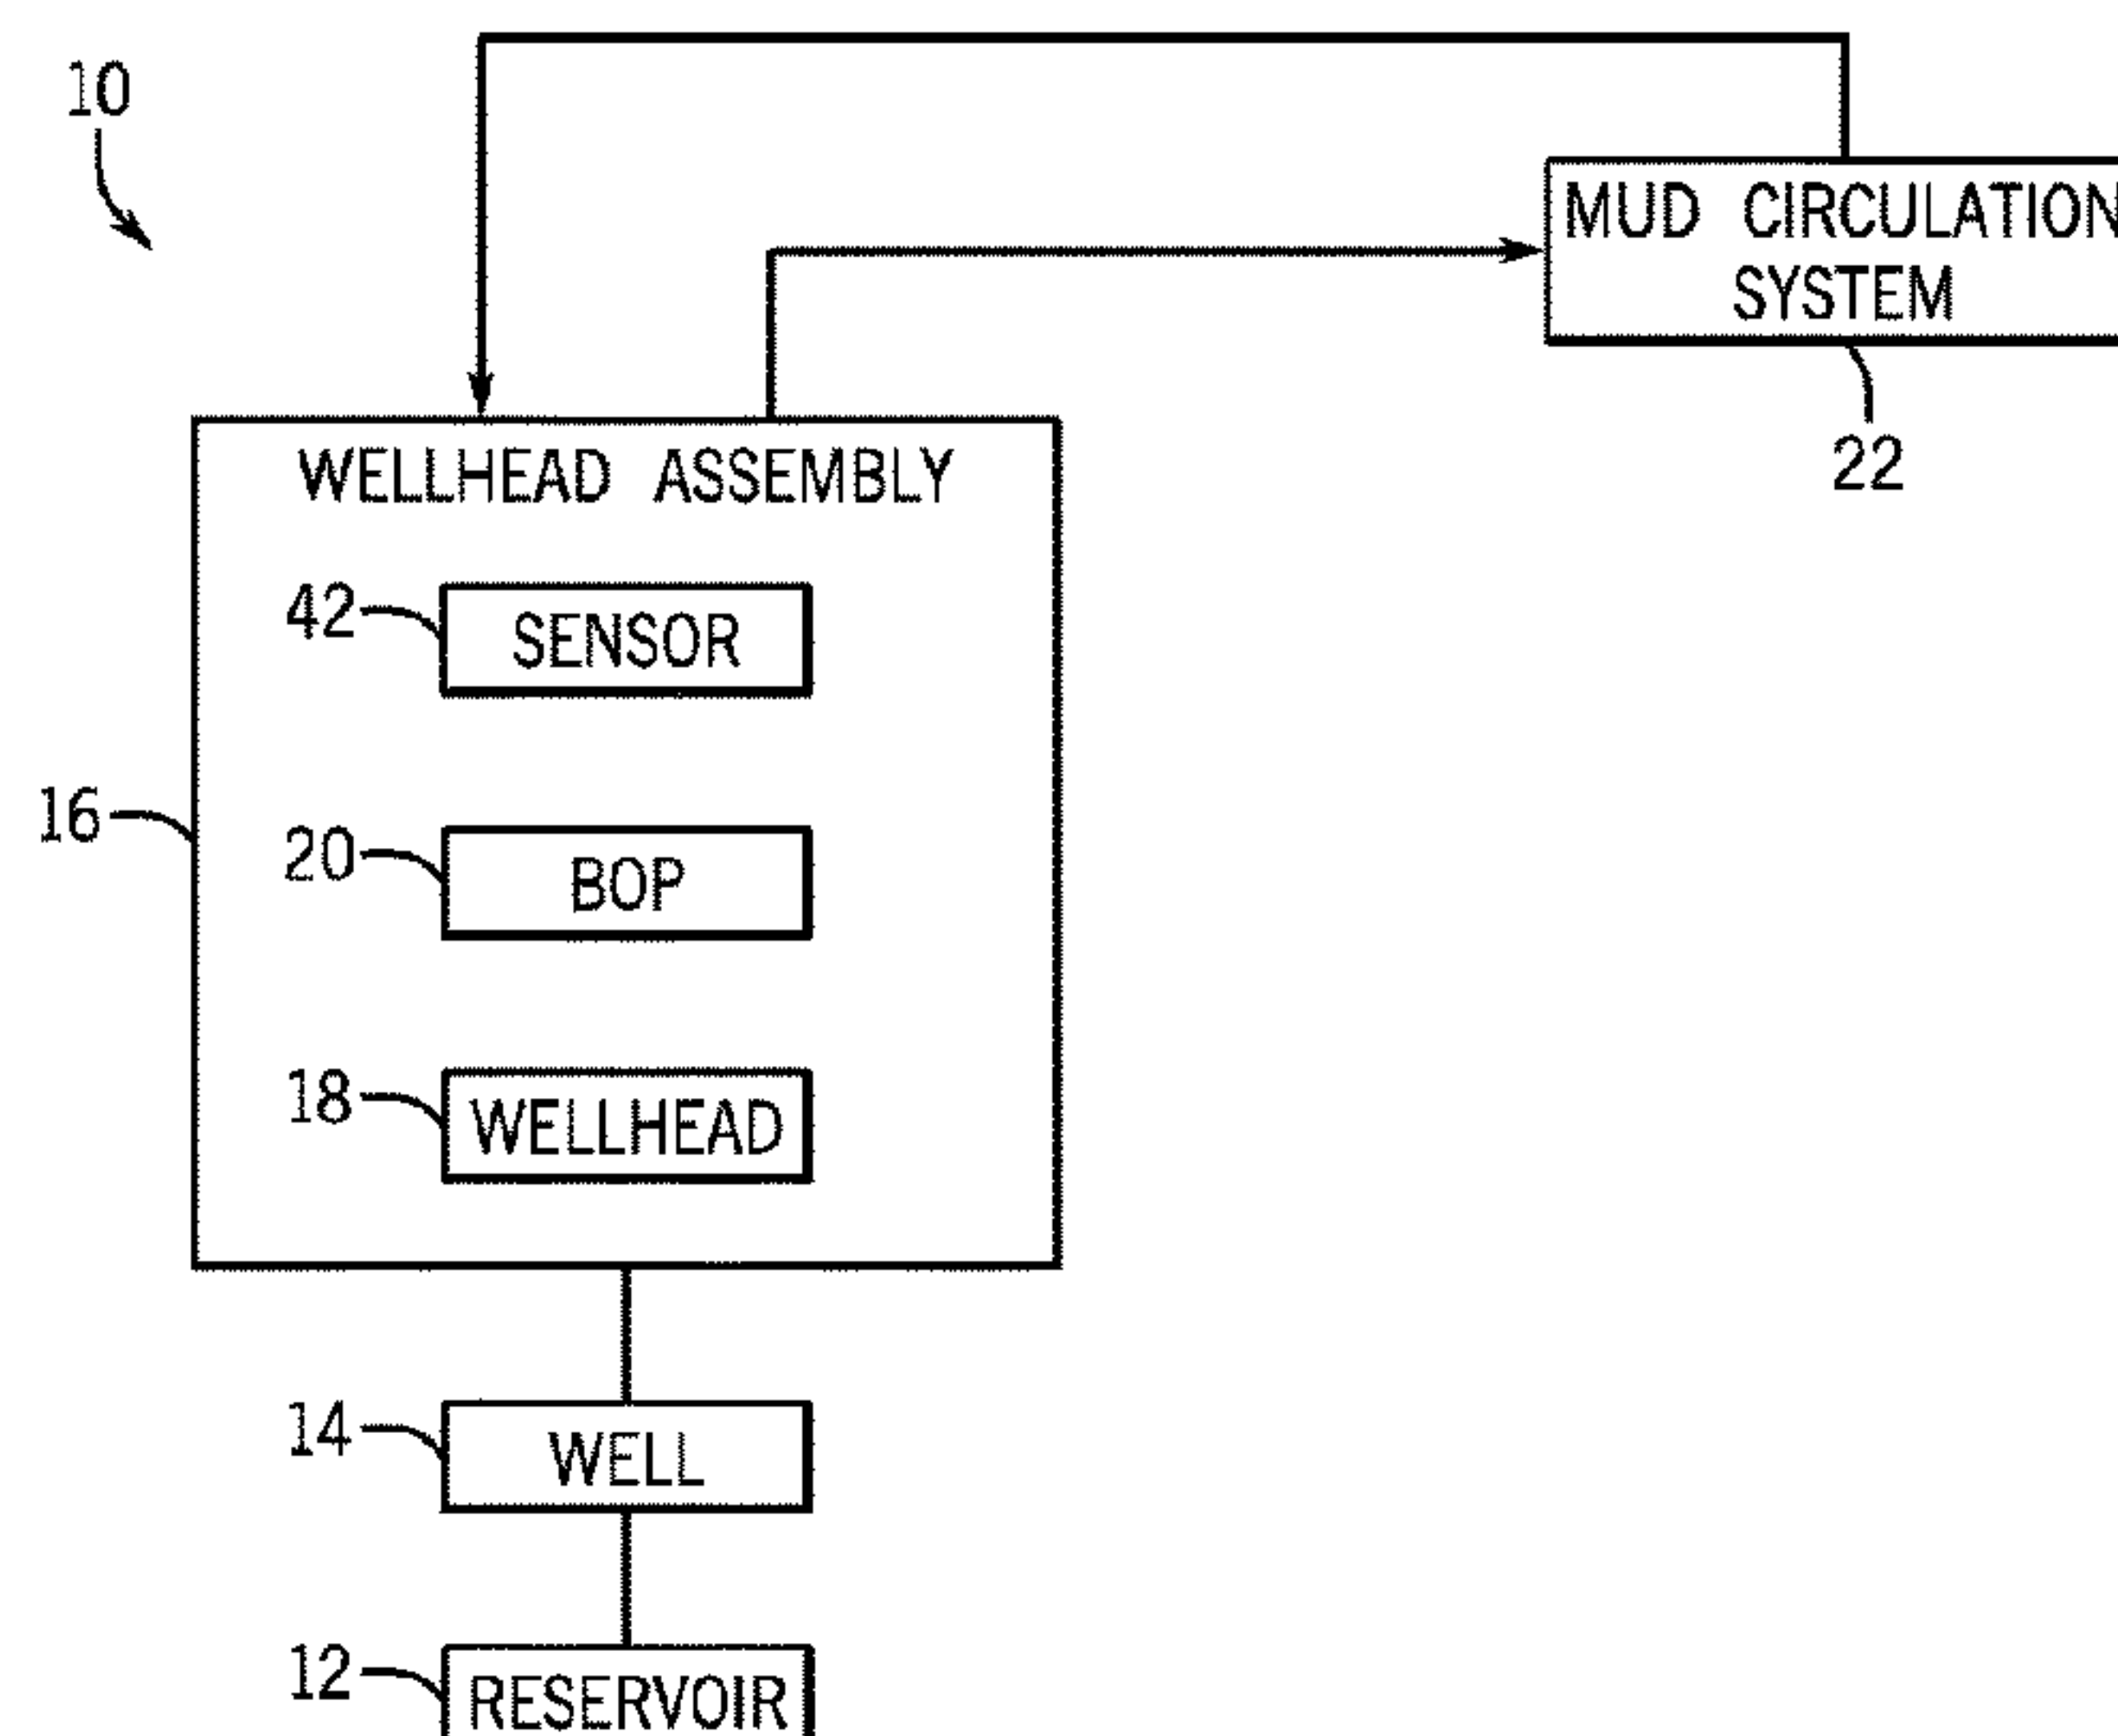 10
MUD CIRCULATION
SYSTEM
22
WELLHEAD ASSEMBLY
42
SENSOR
16
20
BOP
18
WELLHEAD
14
WELL
12
RESERVOIR